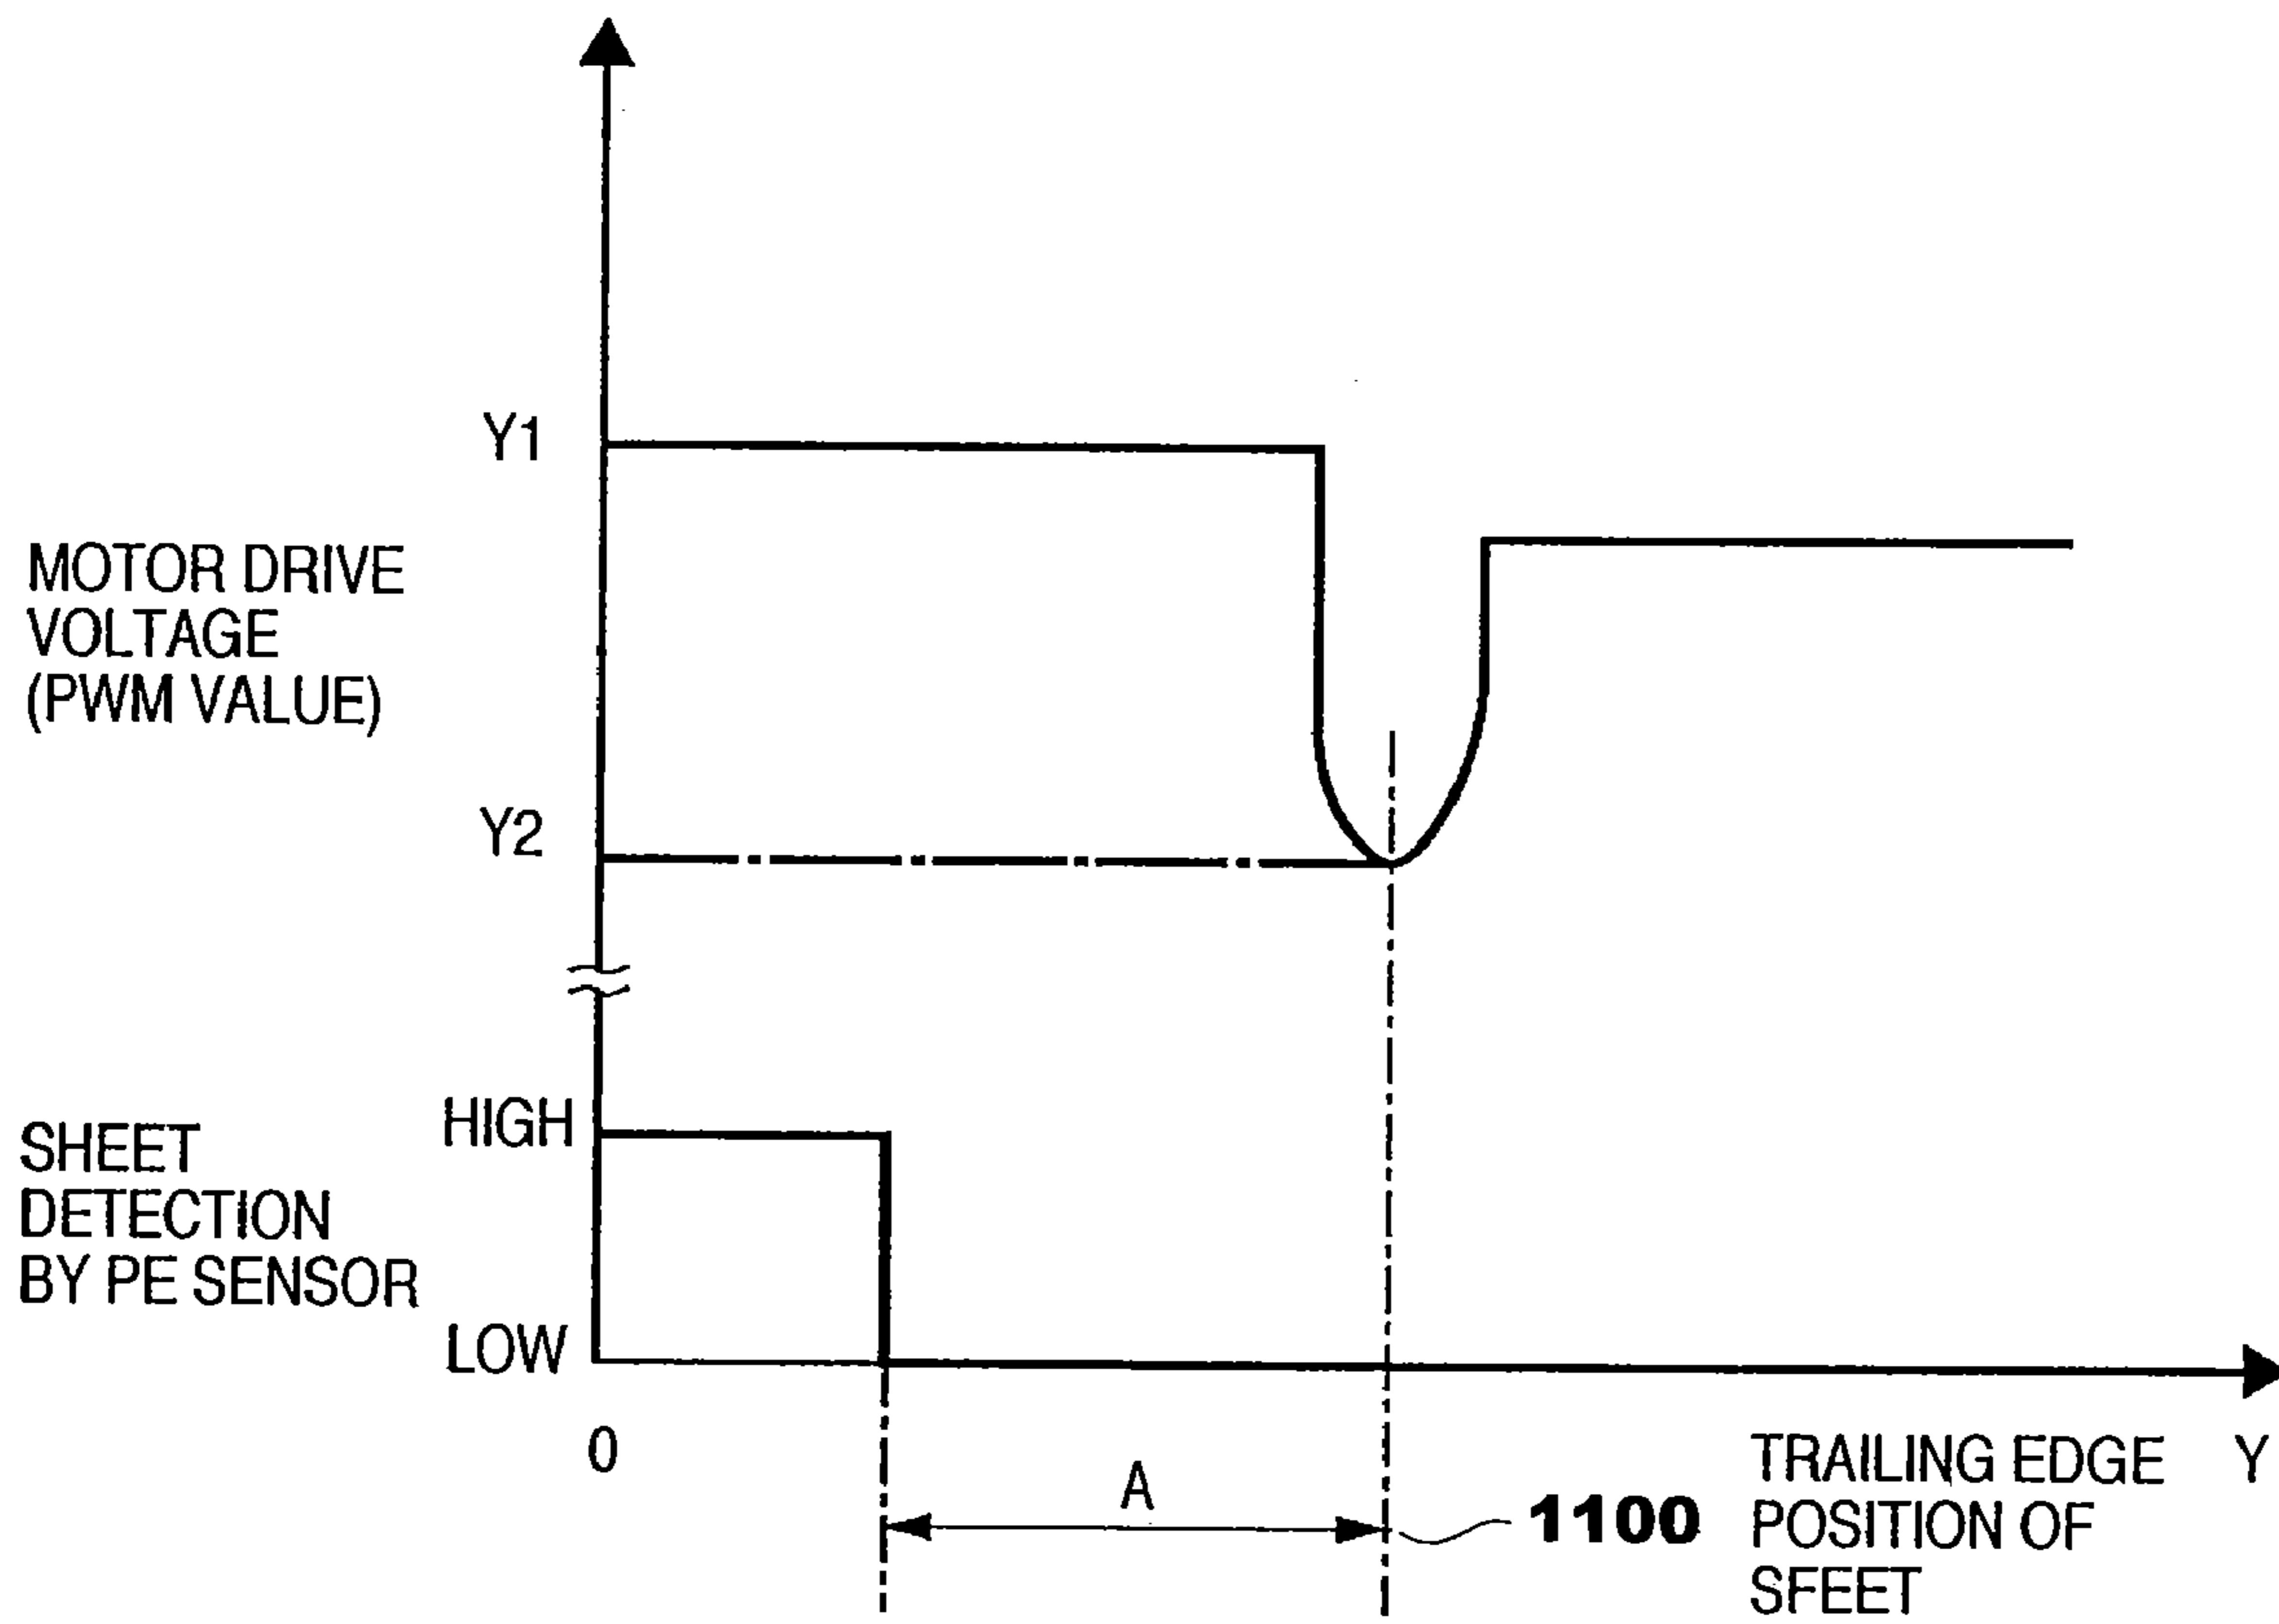 Y1
MOTOR DRIVE
VOLTAGE
(PWM VALUE)
Y2
HIGH
SHEET
DETECTION
BY PE SENSOR
LOW
0
A
1100
TRAILING EDGE
POSITION OF
SFEET
Y